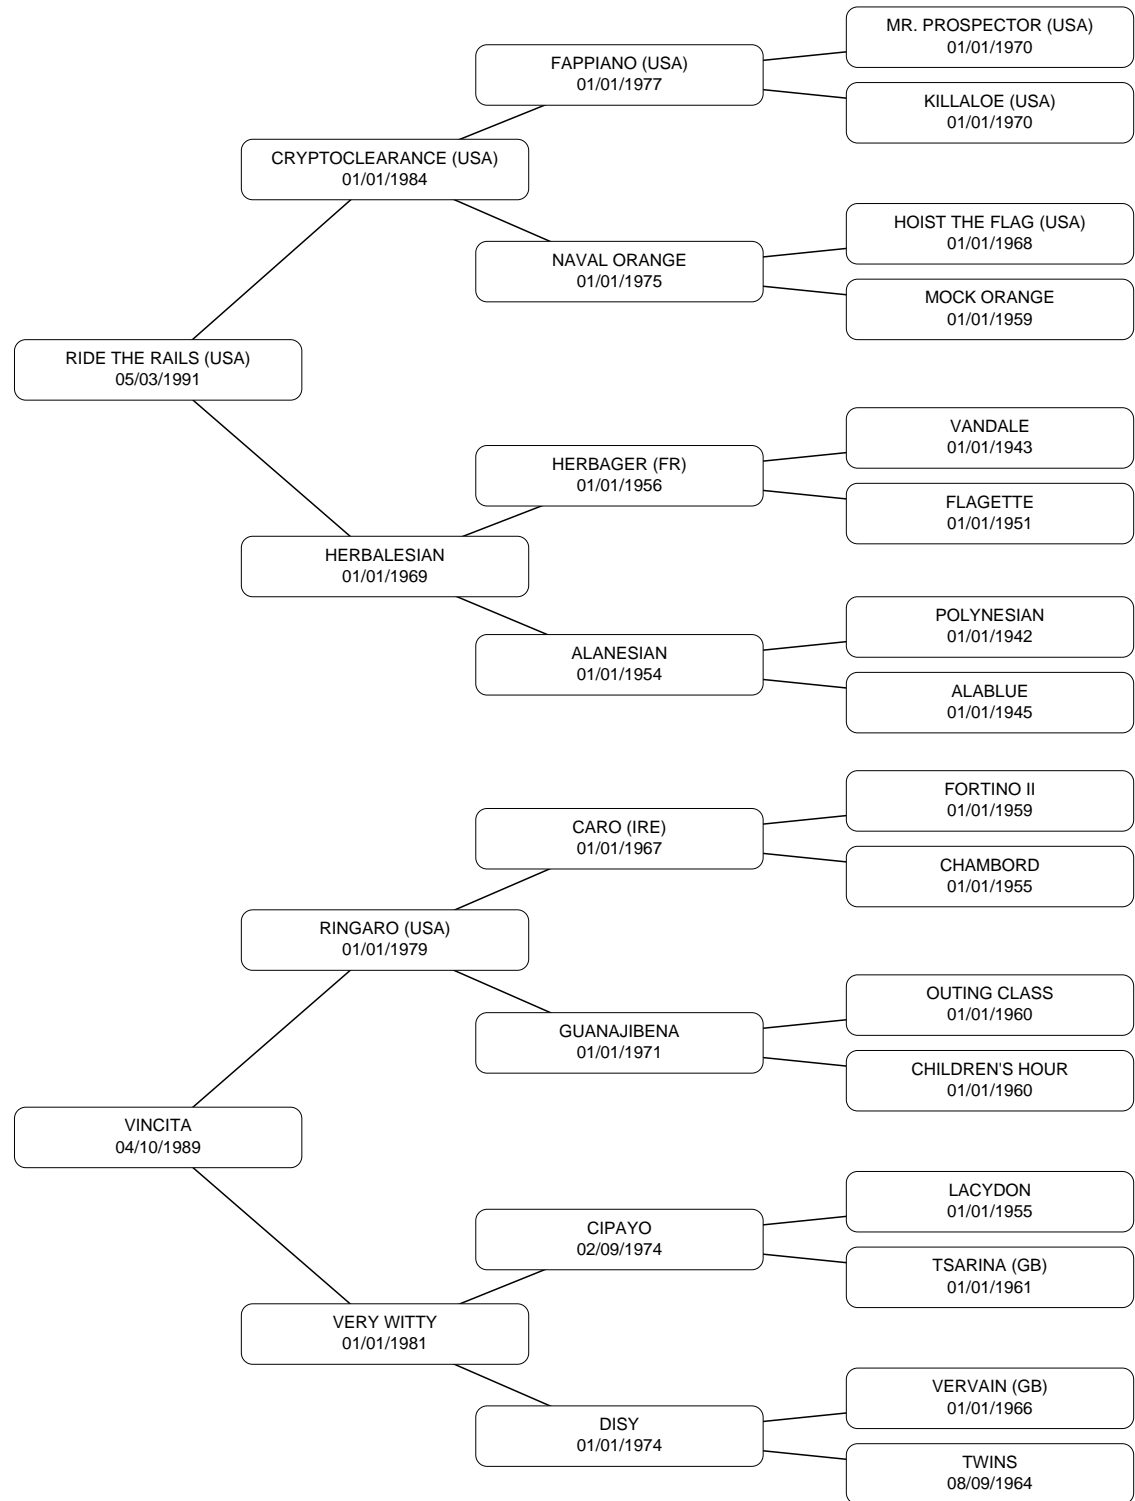 MR. PROSPECTOR (USA)
01/01/1970
FAPPIANO (USA)
01/01/1977
KILLALOE (USA)
01/01/1970
CRYPTOCLEARANCE (USA)
01/01/1984
HOIST THE FLAG (USA)
01/01/1968
NAVAL ORANGE
01/01/1975
MOCK ORANGE
01/01/1959
RIDE THE RAILS (USA)
05/03/1991
VANDALE
01/01/1943
HERBAGER (FR)
01/01/1956
FLAGETTE
01/01/1951
HERBALESIAN
01/01/1969
POLYNESIAN
01/01/1942
ALANESIAN
01/01/1954
ALABLUE
01/01/1945
FORTINO II
01/01/1959
CARO (IRE)
01/01/1967
CHAMBORD
01/01/1955
RINGARO (USA)
01/01/1979
OUTING CLASS
01/01/1960
GUANAJIBENA
01/01/1971
CHILDREN'S HOUR
01/01/1960
VINCITA
04/10/1989
LACYDON
01/01/1955
CIPAYO
02/09/1974
TSARINA (GB)
01/01/1961
VERY WITTY
01/01/1981
VERVAIN (GB)
01/01/1966
DISY
01/01/1974
TWINS
08/09/1964